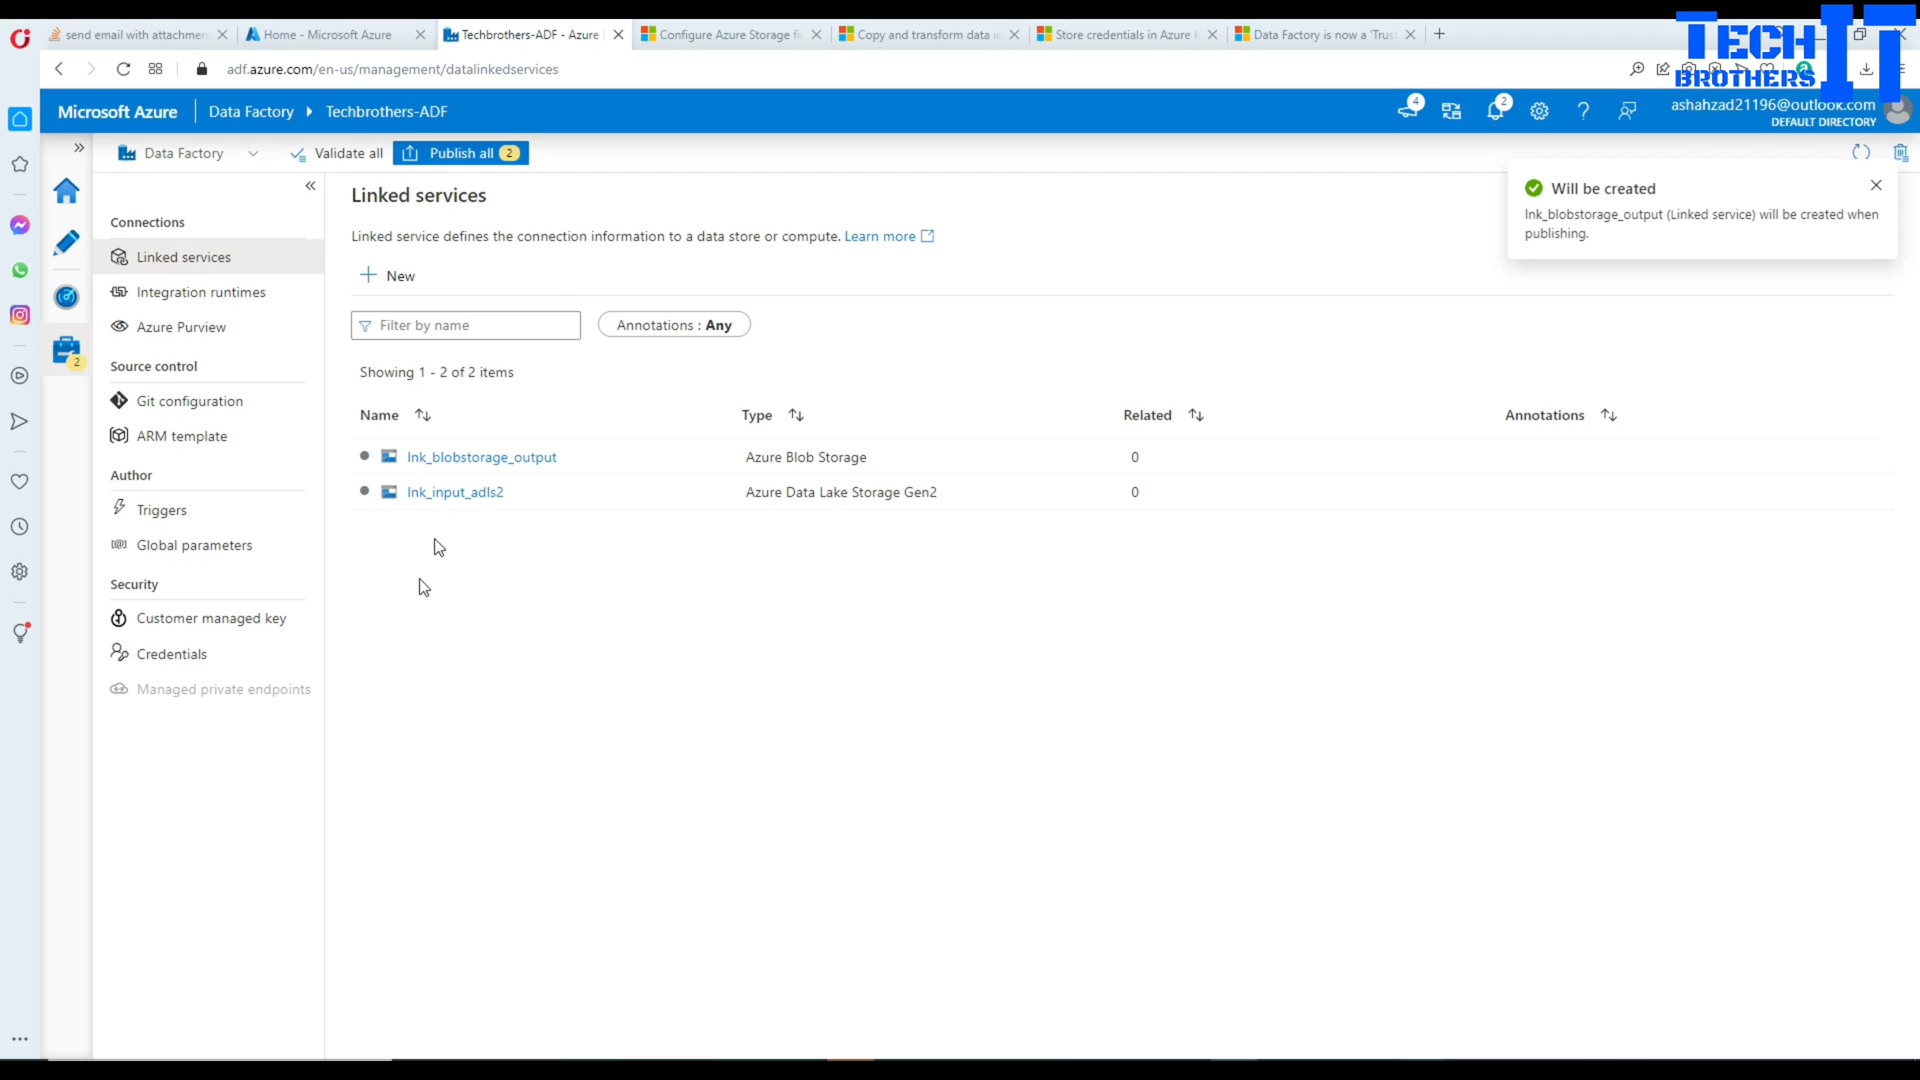 send email with attachmen
Home - Microsoft Azure
Techbrothers-ADF - Azure
Configure Azure Storage fi
Copy and transform data i
Store credentials in Azure
Data Factory is now a 'Trust
TECH
BROTHERS
IT
adf.azure.com/en-us/management/datalinkedservices
Microsoft Azure
Data Factory
Techbrothers-ADF
4
2
ashahzad21196@outlook.com
DEFAULT DIRECTORY
Data Factory
Validate all
Publish all 2
Will be created
lnk_blobstorage_output (Linked service) will be created when
publishing.
Connections
Linked services
Integration runtimes
Azure Purview
2
Source control
Git configuration
ARM template
Author
Triggers
Global parameters
Security
Customer managed key
Credentials
Managed private endpoints
Linked services
Linked service defines the connection information to a data store or compute. Learn more
New
Filter by name
Annotations : Any
Showing 1 - 2 of 2 items
Name Type Related Annotations
lnk_blobstorage_output Azure Blob Storage 0
lnk_input_adls2 Azure Data Lake Storage Gen2 0